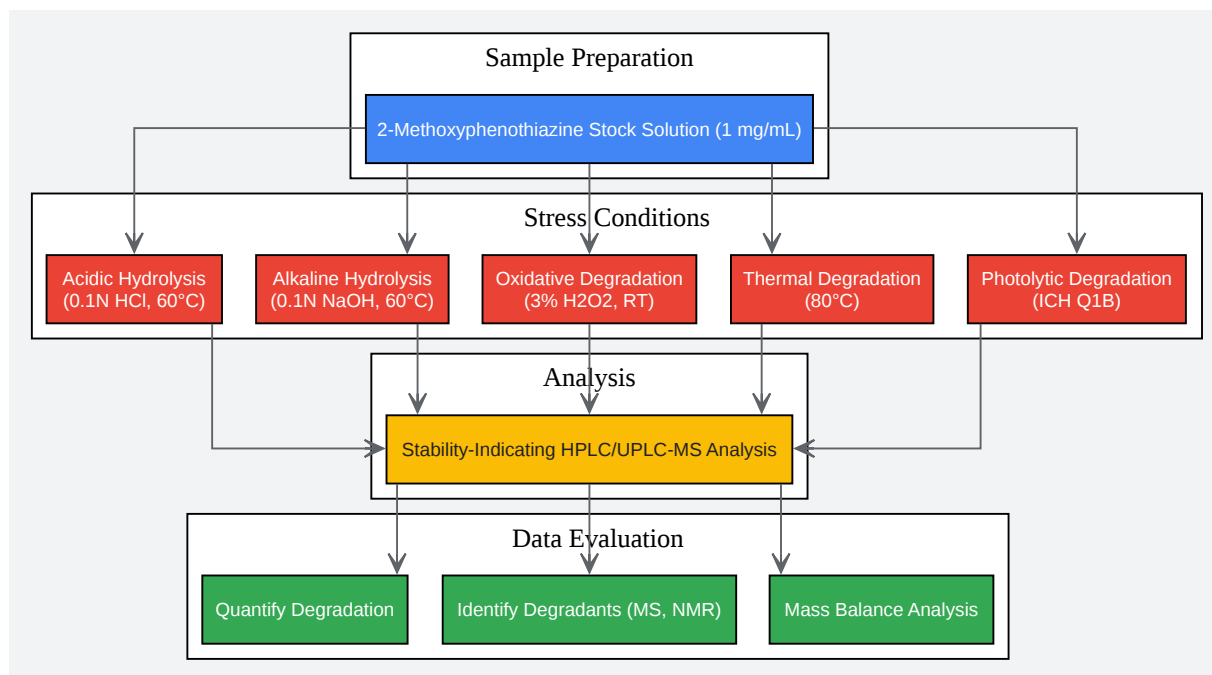 Sample Preparation
2-Methoxyphenothiazine Stock Solution (1 mg/mL)
Stress Conditions
Acidic Hydrolysis
(0.1N HCl, 60°C)
Alkaline Hydrolysis
(0.1N NaOH, 60°C)
Oxidative Degradation
(3% H2O2, RT)
Thermal Degradation
(80°C)
Photolytic Degradation
(ICH Q1B)
Analysis
Stability-Indicating HPLC/UPLC-MS Analysis
Data Evaluation
Quantify Degradation
Identify Degradants (MS, NMR)
Mass Balance Analysis